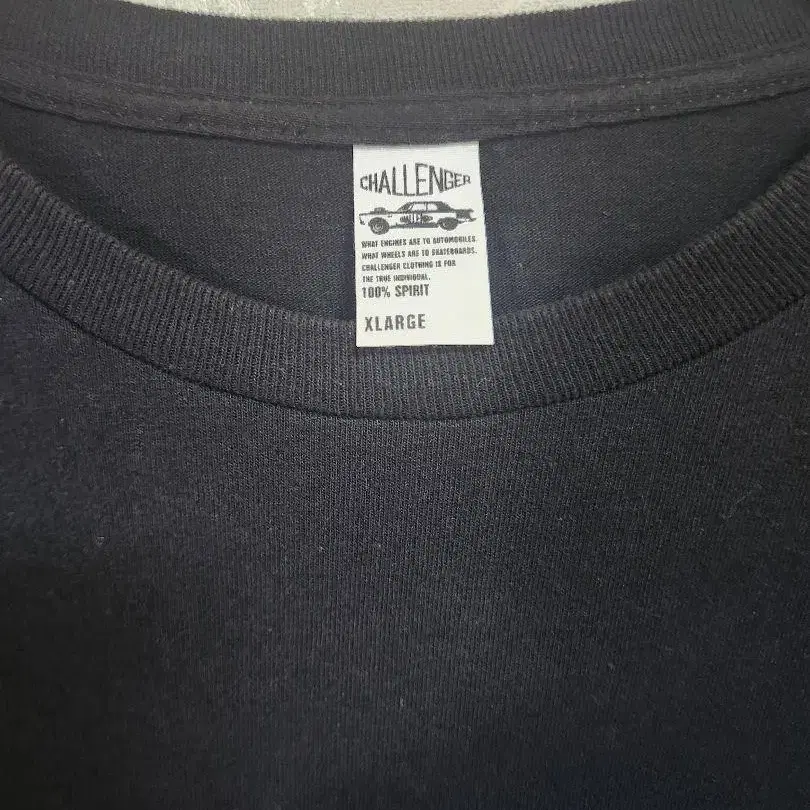 CHALLENGER
WHAT ENGINES ARE TO AUTOMOBILES.
WHAT WHEELS ARE TO SKATEBOARDS.
CHALLENGER CLOTHING IS FOR
THE TRUE INDIVIDUAL.
100% SPIRIT
XLARGE